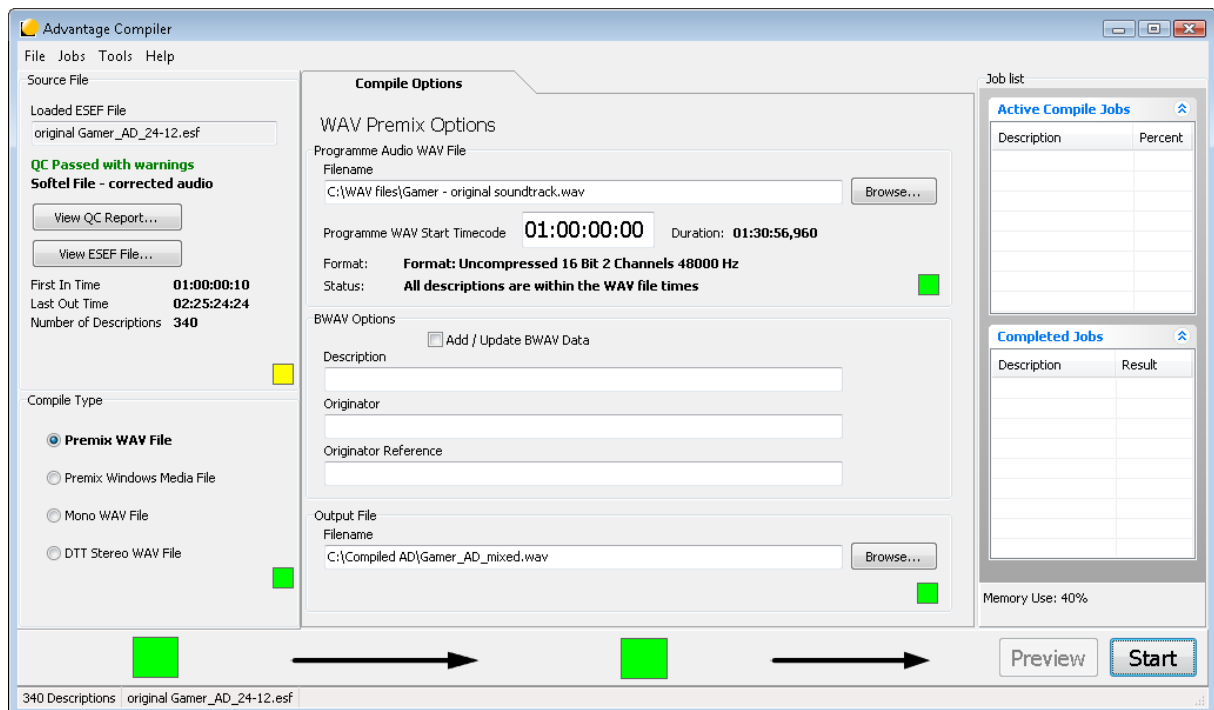 Advantage Compiler
File Jobs Tools Help
Source File
Loaded ESEF File
original Gamer_AD_24-12.esf
QC Passed with warnings
Softel File - corrected audio
View QC Report...
View ESEF File...
First In Time 01:00:00:10
Last Out Time 02:25:24:24
Number of Descriptions 340
Compile Type
Premix WAV File
Premix Windows Media File
Mono WAV File
DTT Stereo WAV File
Compile Options
WAV Premix Options
Programme Audio WAV File
Filename
C:\WAV files\Gamer - original soundtrack.wav
Browse...
Programme WAV Start Timecode 01:00:00:00 Duration: 01:30:56,960
Format: Format: Uncompressed 16 Bit 2 Channels 48000 Hz
Status: All descriptions are within the WAV file times
BWAV Options
Add / Update BWAV Data
Description
Originator
Originator Reference
Output File
Filename
C:\Compiled AD\Gamer_AD_mixed.wav
Browse...
Job list
Active Compile Jobs
Description Percent
Completed Jobs
Description Result
Memory Use: 40%
Preview Start
340 Descriptions original Gamer_AD_24-12.esf